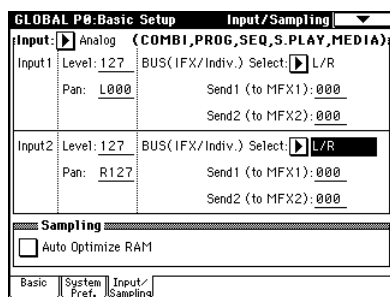 GLOBAL P0:Basic Setup Input/Sampling
Input: Analog (COMBI,PROG,SEQ,S.PLAY,MEDIA)
Input1 Level: 127 BUS(IFX/Indiv.) Select: L/R
Pan: L000 Send1 (to MFX1): 000
Send2 (to MFX2): 000
Input2 Level: 127 BUS(IFX/Indiv.) Select: L/R
Pan: R127 Send1 (to MFX1): 000
Send2 (to MFX2): 000
Sampling
Auto Optimize RAM
Basic System Pref. Input/Sampling